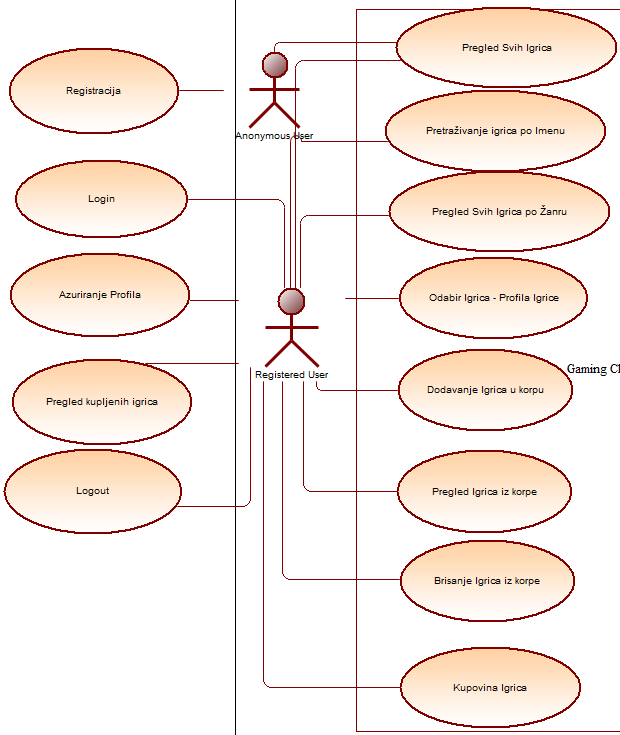 Pregled Svih Igrica
Registracija
Anonymous User
Pretraživanje igrica po Imenu
Login
Pregled Svih Igrica po Žanru
Azuriranje Profila
Odabir Igrica - Profila Igrice
Registered User
Gaming Cl
Dodavanje Igrica u korpu
Pregled kupljenih igrica
Logout
Pregled Igrica iz korpe
Brisanje Igrica iz korpe
Kupovina Igrica